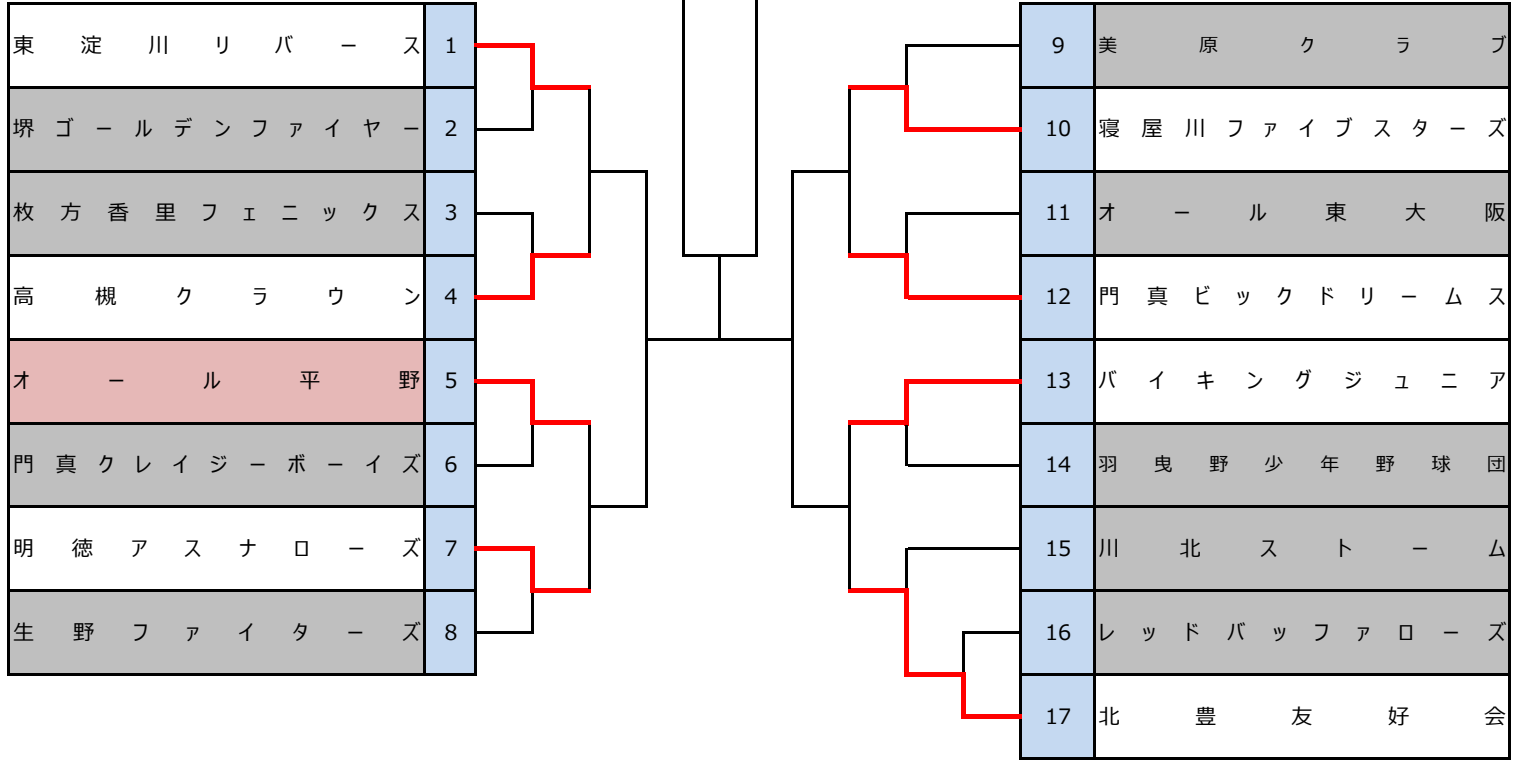 東淀川リバース 1
堺ゴールデンファイヤー 2
枚方香里フェニックス 3
高槻クラウン 4
オール平野 5
門真クレイジーボーイズ 6
明徳アスナローズ 7
生野ファイターズ 8
9 美原クラブ
10 寝屋川ファイブスターズ
11 オール東大阪
12 門真ビックドリームス
13 バイキングジュニア
14 羽曳野少年野球団
15 川北ストーム
16 レッドバッファローズ
17 北豊友好会